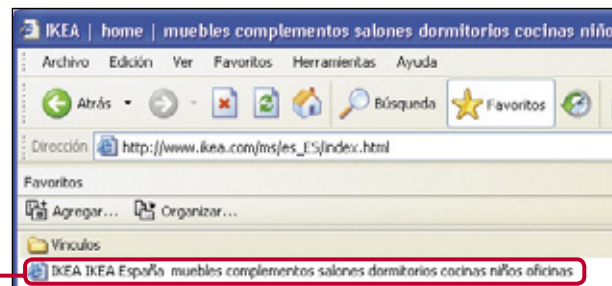 IKEA | home | muebles complementos salones dormitorios cocinas niño
Archivo Edición Ver Favoritos Herramientas Ayuda
Atrás Búsqueda Favoritos
Dirección http://www.ikea.com/ms/es_ES/index.html
Favoritos
Agregar... Organizar...
Vínculos
IKEA IKEA España muebles complementos salones dormitorios cocinas niños oficinas